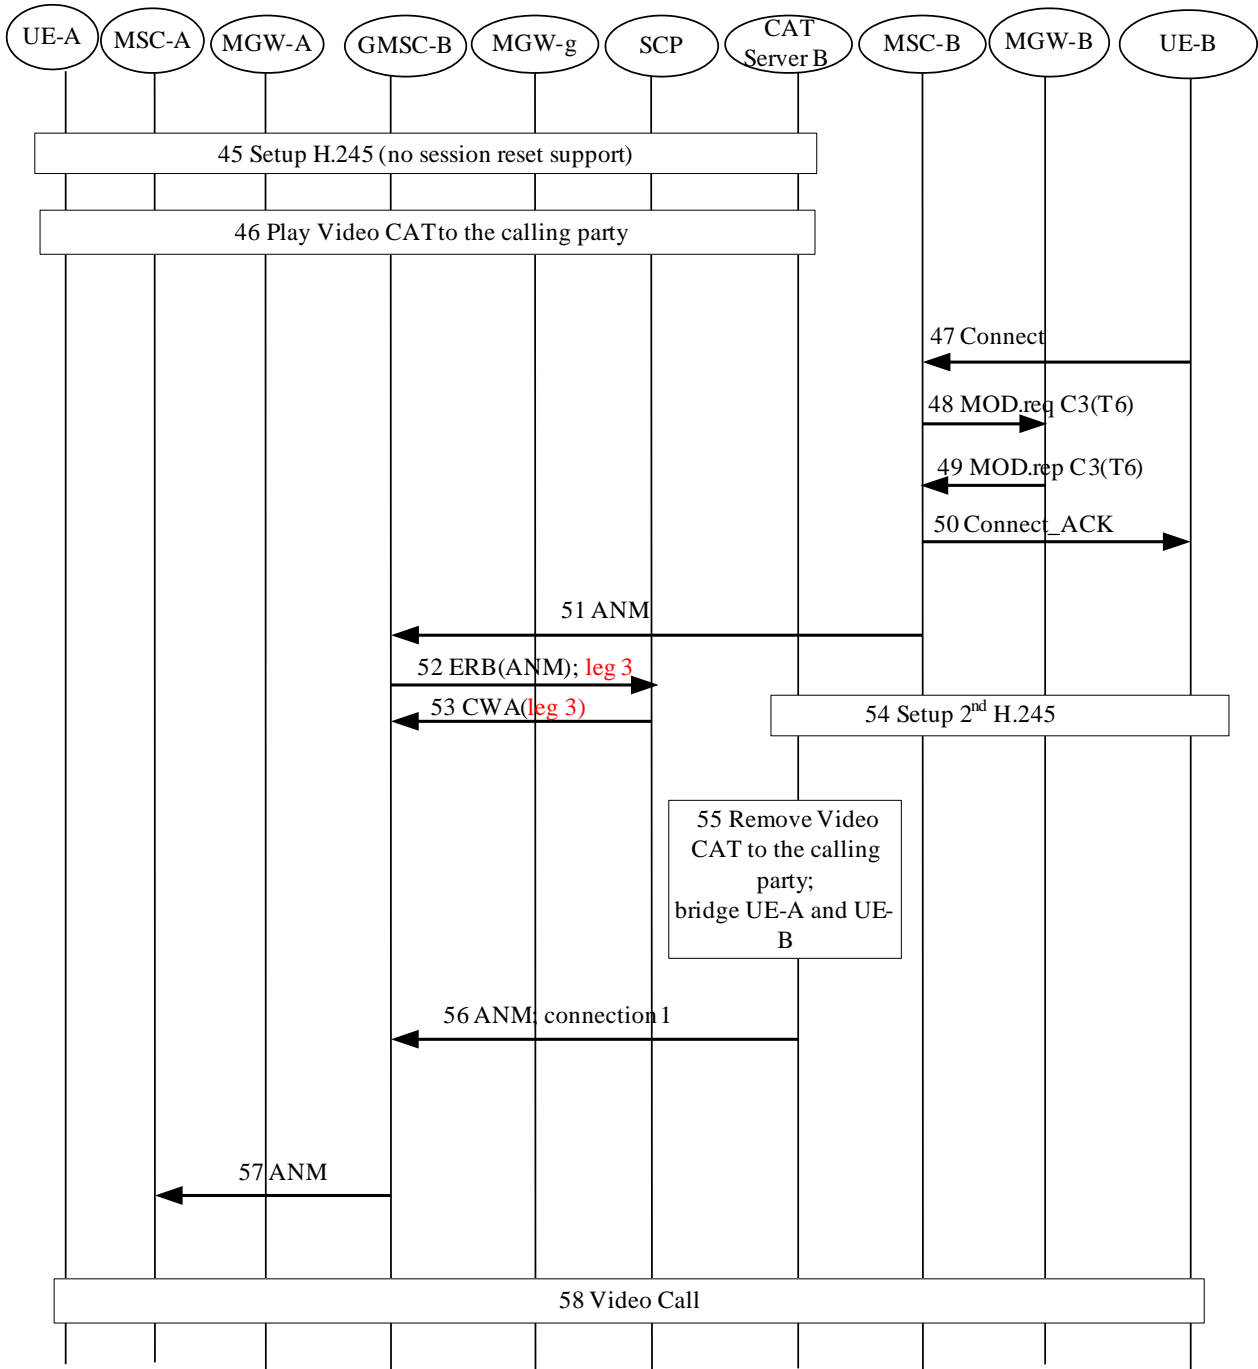 UE-A
MSC-A
MGW-A
GMSC-B
MGW-g
SCP
CAT
Server B
MSC-B
MGW-B
UE-B
45 Setup H.245 (no session reset support)
46 Play Video CAT to the calling party
47 Connect
48 MOD.req C3(T6)
49 MOD.rep C3(T6)
50 Connect_ACK
51 ANM
52 ERB(ANM); leg 3
53 CWA(leg 3)
54 Setup 2nd H.245
55 Remove Video
CAT to the calling
party;
bridge UE-A and UE-
B
56 ANM; connection 1
57 ANM
58 Video Call